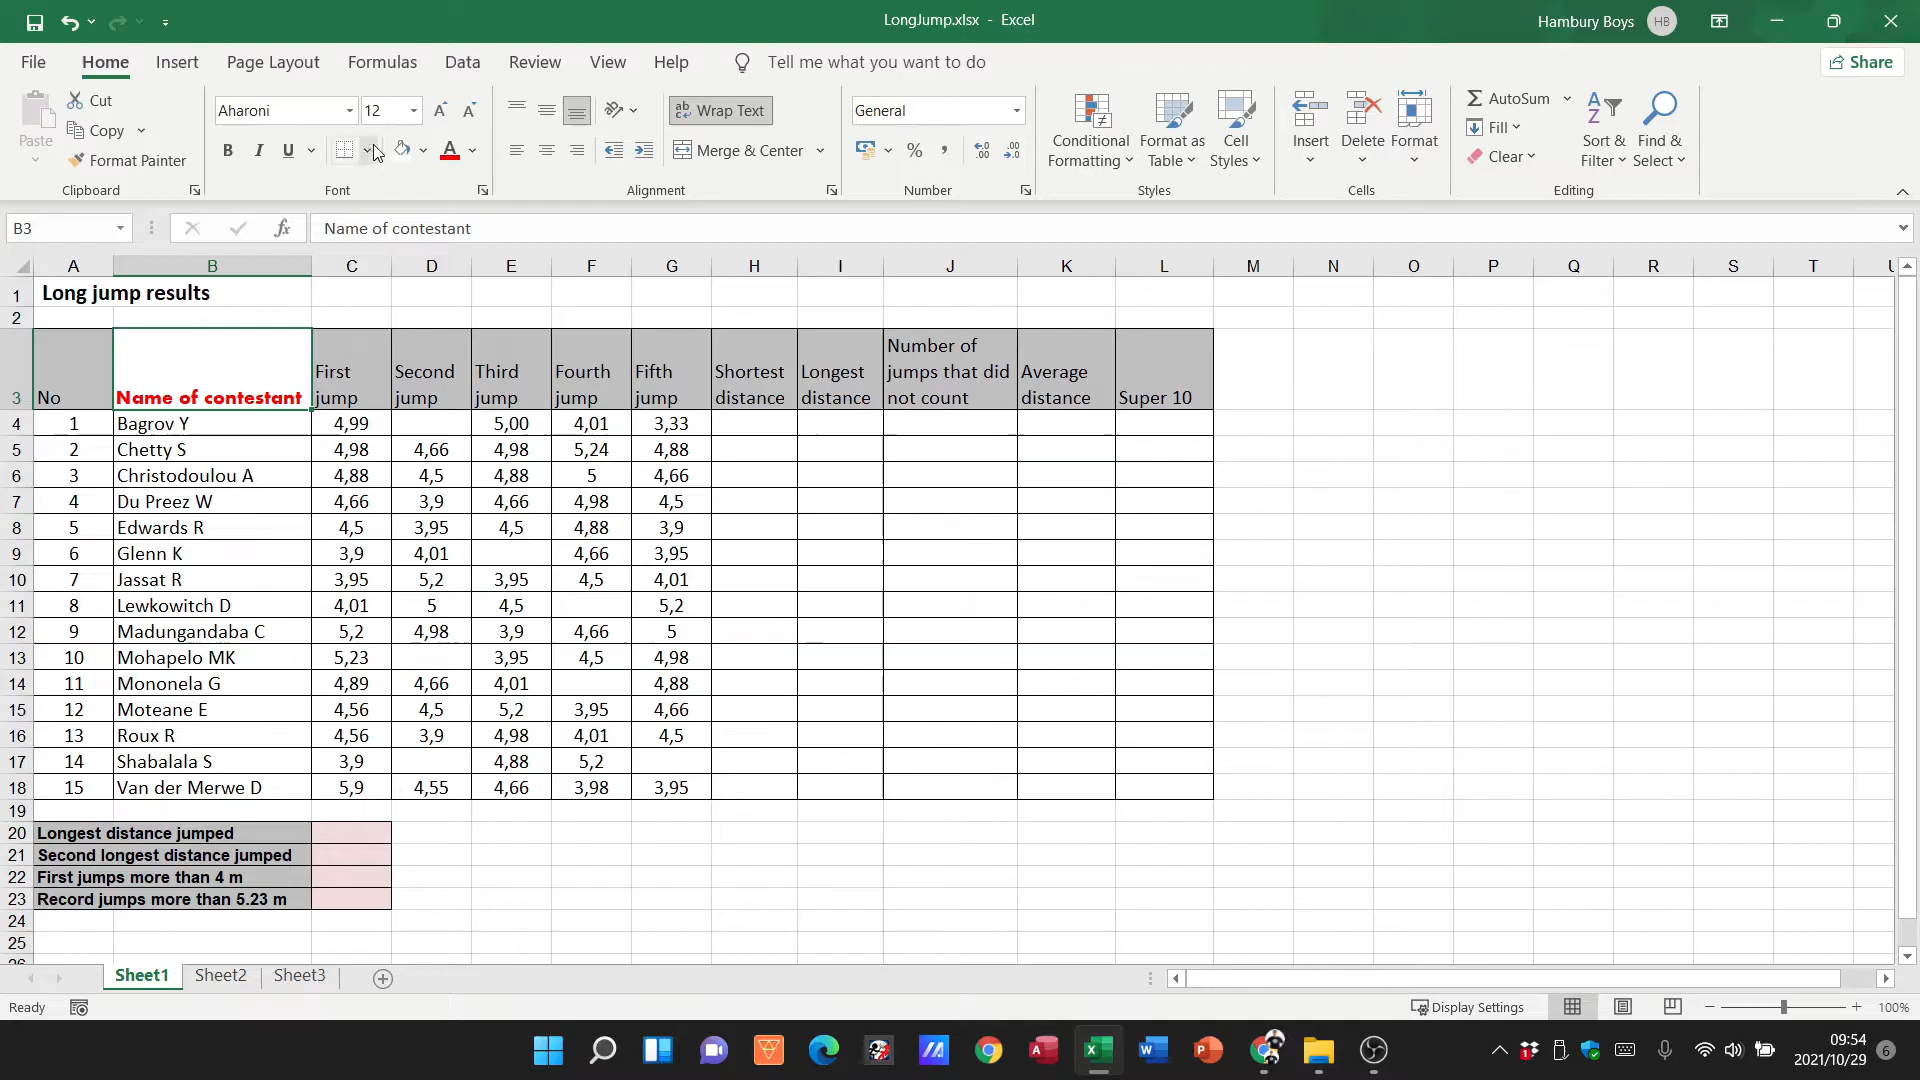 LongJump.xlsx - Excel
Hambury Boys HB
File Home Insert Page Layout Formulas Data Review View Help Tell me what you want to do Share
Paste Cut Copy Format Painter Clipboard
Aharoni 12 B I U A Font
ab Wrap Text Merge & Center Alignment
General % , Number
Conditional Formatting Format as Table Cell Styles Styles
Insert Delete Format Cells
AutoSum Fill Clear Sort & Filter Find & Select Editing
B3 fx Name of contestant
A B C D E F G H I J K L M N O P Q R S T U
1 Long jump results
2
3 No Name of contestant First jump Second jump Third jump Fourth jump Fifth jump Shortest distance Longest distance Number of jumps that did not count Average distance Super 10
4 1 Bagrov Y 4,99 5,00 4,01 3,33
5 2 Chetty S 4,98 4,66 4,98 5,24 4,88
6 3 Christodoulou A 4,88 4,5 4,88 5 4,66
7 4 Du Preez W 4,66 3,9 4,66 4,98 4,5
8 5 Edwards R 4,5 3,95 4,5 4,88 3,9
9 6 Glenn K 3,9 4,01 4,66 3,95
10 7 Jassat R 3,95 5,2 3,95 4,5 4,01
11 8 Lewkowitch D 4,01 5 4,5 5,2
12 9 Madungandaba C 5,2 4,98 3,9 4,66 5
13 10 Mohapelo MK 5,23 3,95 4,5 4,98
14 11 Mononela G 4,89 4,66 4,01 4,88
15 12 Moteane E 4,56 4,5 5,2 3,95 4,66
16 13 Roux R 4,56 3,9 4,98 4,01 4,5
17 14 Shabalala S 3,9 4,88 5,2
18 15 Van der Merwe D 5,9 4,55 4,66 3,98 3,95
19
20 Longest distance jumped
21 Second longest distance jumped
22 First jumps more than 4 m
23 Record jumps more than 5.23 m
24
25
26
Sheet1 Sheet2 Sheet3
Ready Display Settings 100%
09:54
2021/10/29 6